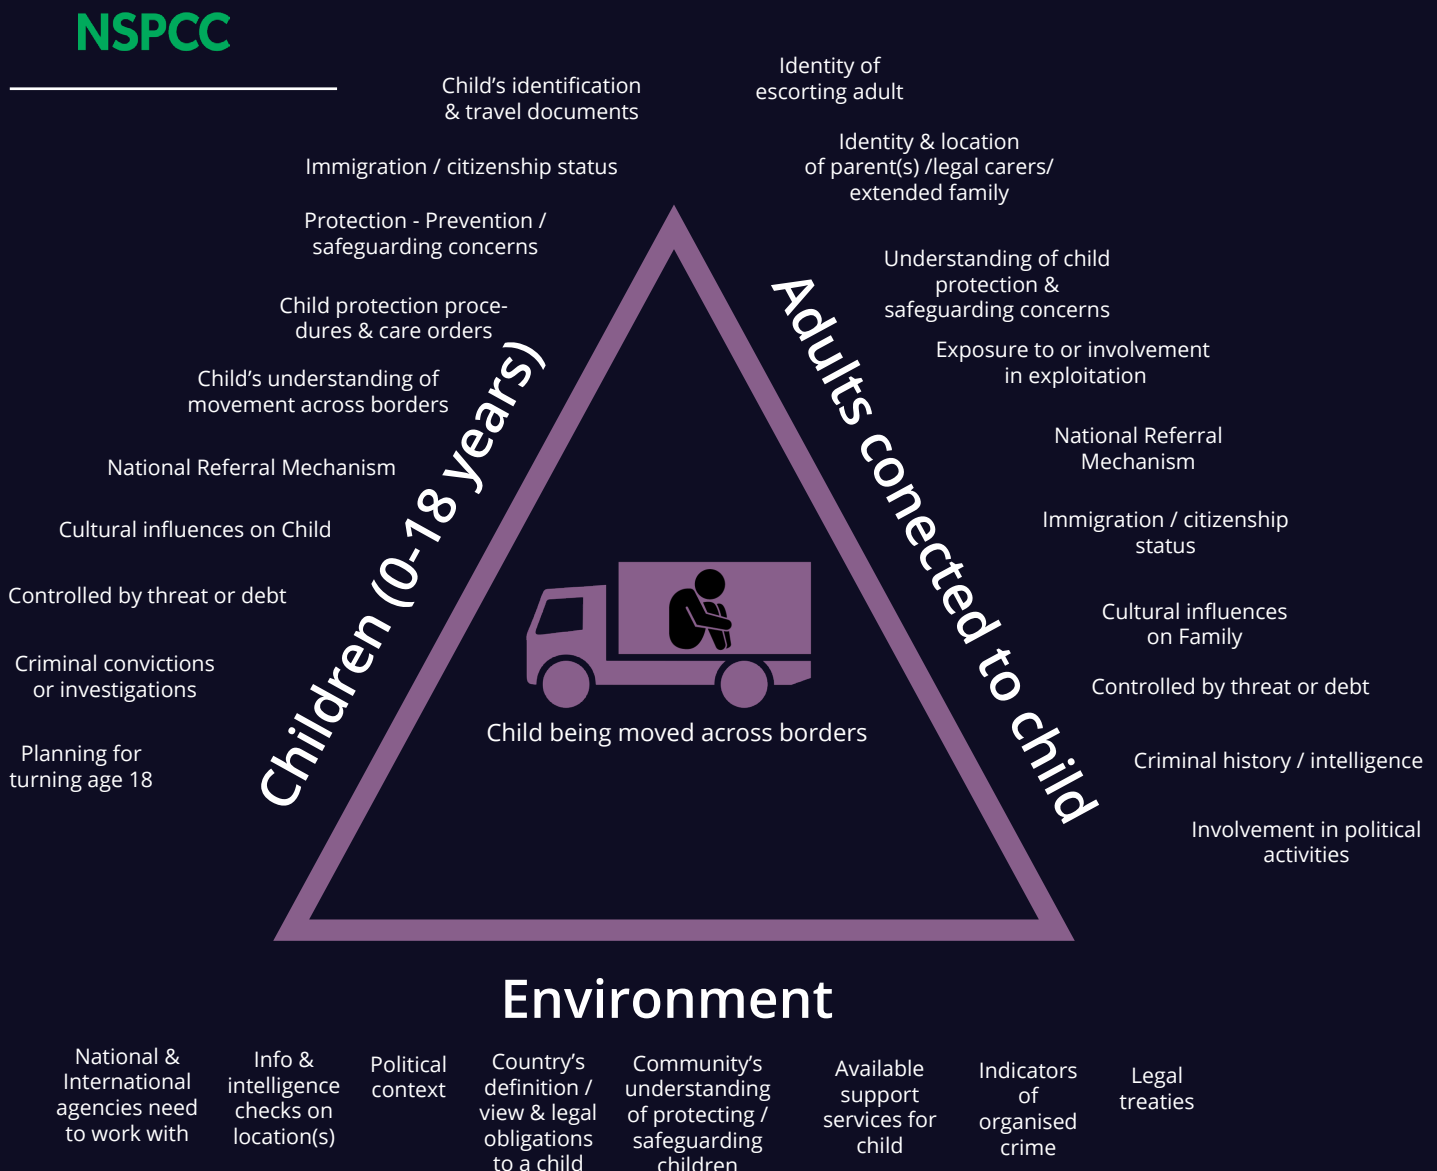 NSPCC
Child’s identification
& travel documents
Immigration / citizenship status
Protection - Prevention /
safeguarding concerns
Child protection proce-
dures & care orders
Child’s understanding of
movement across borders
National Referral Mechanism
Cultural influences on Child
Controlled by threat or debt
Criminal convictions
or investigations
Planning for
turning age 18
Children (0-18 years)
Identity of
escorting adult
Identity & location
of parent(s) /legal carers/
extended family
Understanding of child
protection &
safeguarding concerns
Exposure to or involvement
in exploitation
National Referral
Mechanism
Immigration / citizenship
status
Cultural influences
on Family
Controlled by threat or debt
Criminal history / intelligence
Involvement in political
activities
Adults conected to child
Child being moved across borders
Environment
National &
International
agencies need
to work with
Info &
intelligence
checks on
location(s)
Political
context
Country’s
definition /
view & legal
obligations
to a child
Community’s
understanding
of protecting /
safeguarding
children
Available
support
services for
child
Indicators
of
organised
crime
Legal
treaties